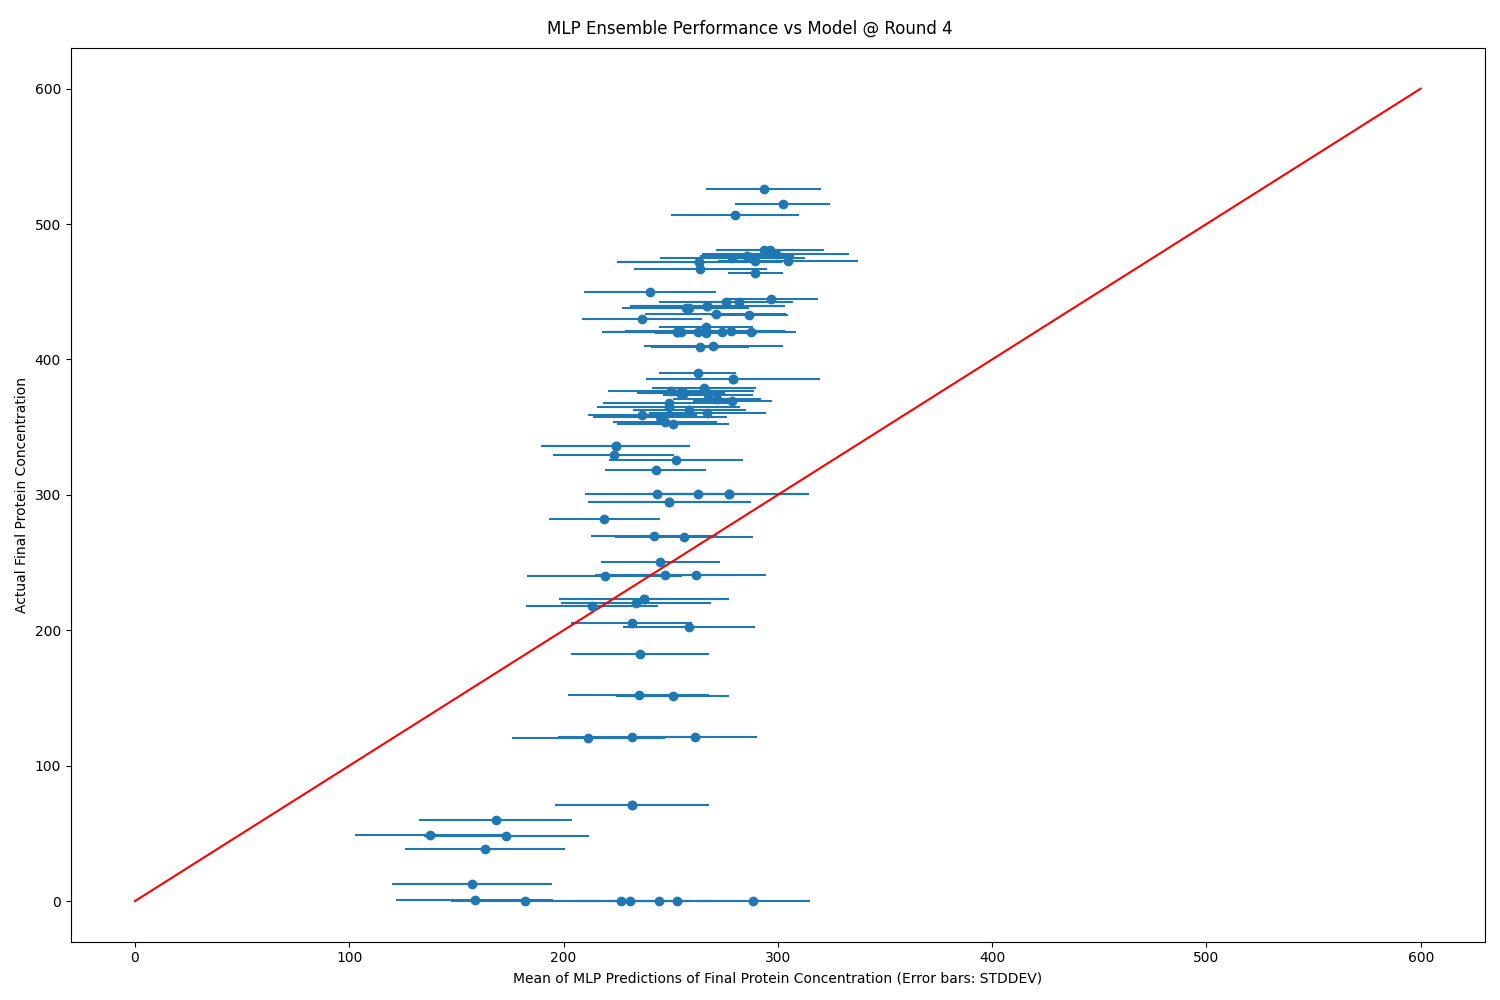 MLP Ensemble Performance vs Model @ Round 4
Actual Final Protein Concentration
600
500
400
300
200
100
0
0 100 200 300 400 500 600
Mean of MLP Predictions of Final Protein Concentration (Error bars: STDDEV)